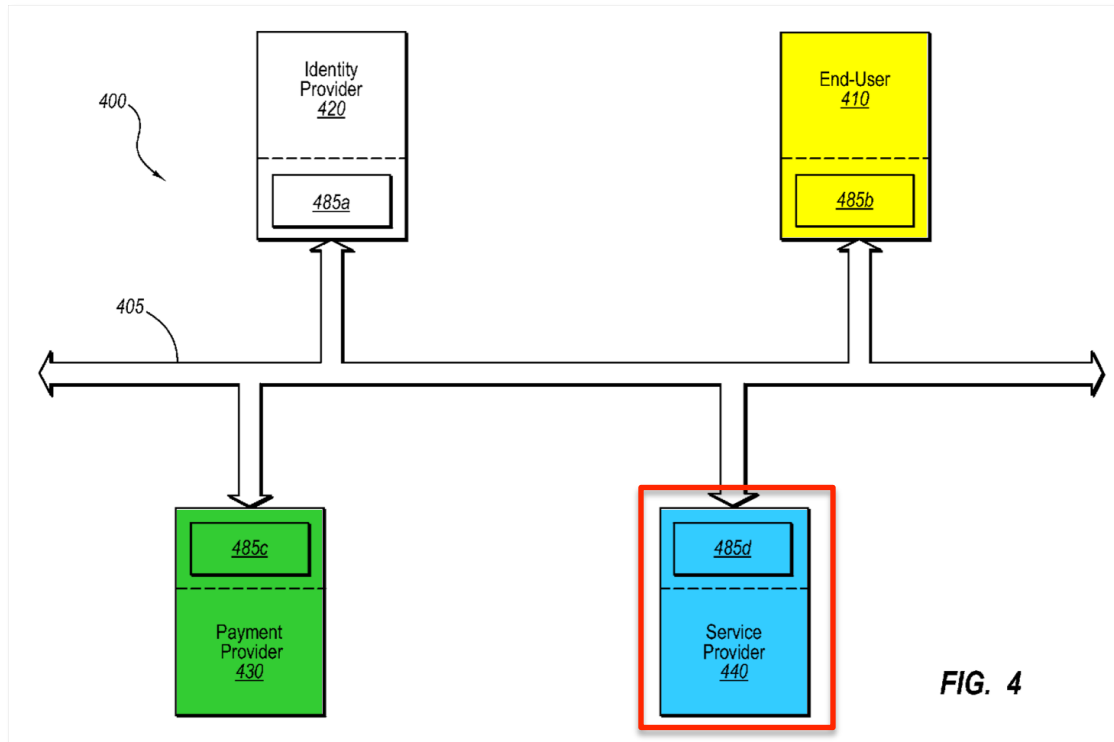 Identity
Provider
420
End-User
410
400
485a
485b
405
485c
485d
Payment
Provider
430
Service
Provider
440
FIG. 4